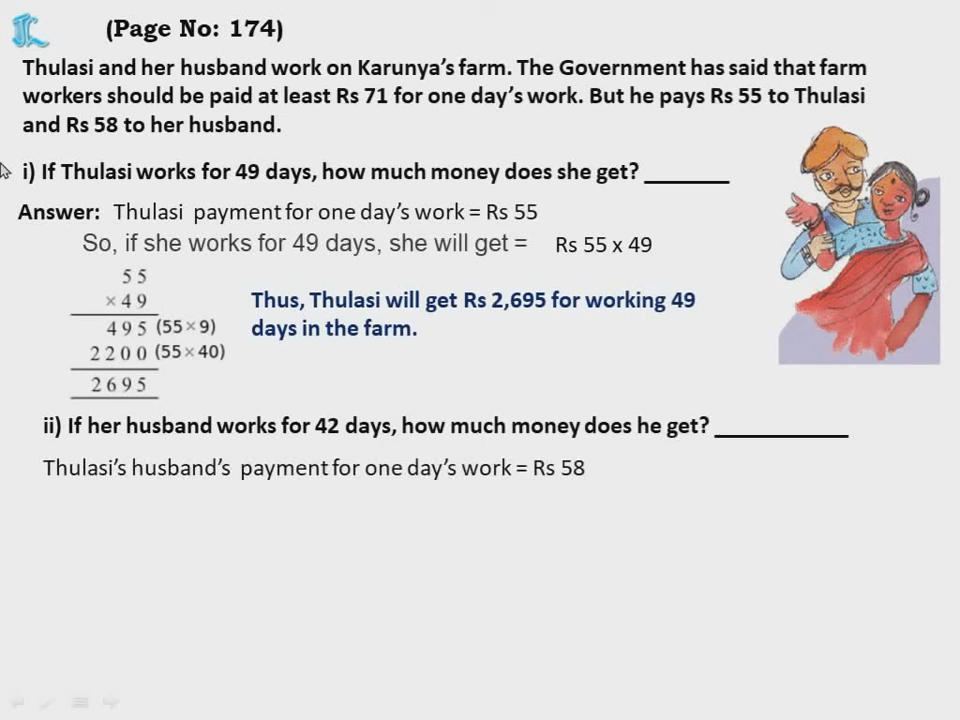 (Page No: 174)
Thulasi and her husband work on Karunya's farm. The Government has said that farm
workers should be paid at least Rs 71 for one day's work. But he pays Rs 55 to Thulasi
and Rs 58 to her husband.
i) If Thulasi works for 49 days, how much money does she get? _______
Answer: Thulasi payment for one day's work = Rs 55
So, if she works for 49 days, she will get = Rs 55 x 49
55
×49
495 (55×9)
2200 (55×40)
2695
Thus, Thulasi will get Rs 2,695 for working 49
days in the farm.
ii) If her husband works for 42 days, how much money does he get? ___________
Thulasi's husband's payment for one day's work = Rs 58